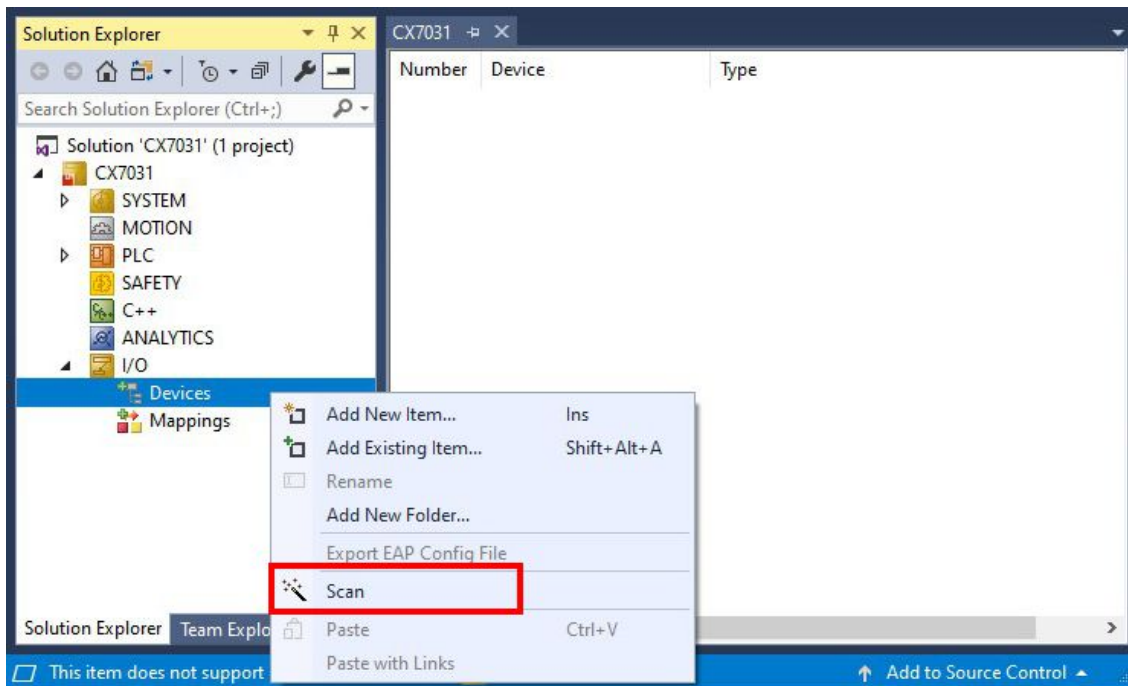 Solution Explorer
Search Solution Explorer (Ctrl+;)
Solution 'CX7031' (1 project)
CX7031
SYSTEM
MOTION
PLC
SAFETY
C++
ANALYTICS
I/O
Devices
Mappings
Solution Explorer Team Explo
CX7031
Number Device Type
Add New Item... Ins
Add Existing Item... Shift+Alt+A
Rename
Add New Folder...
Export EAP Config File
Scan
Paste Ctrl+V
Paste with Links
This item does not support
Add to Source Control